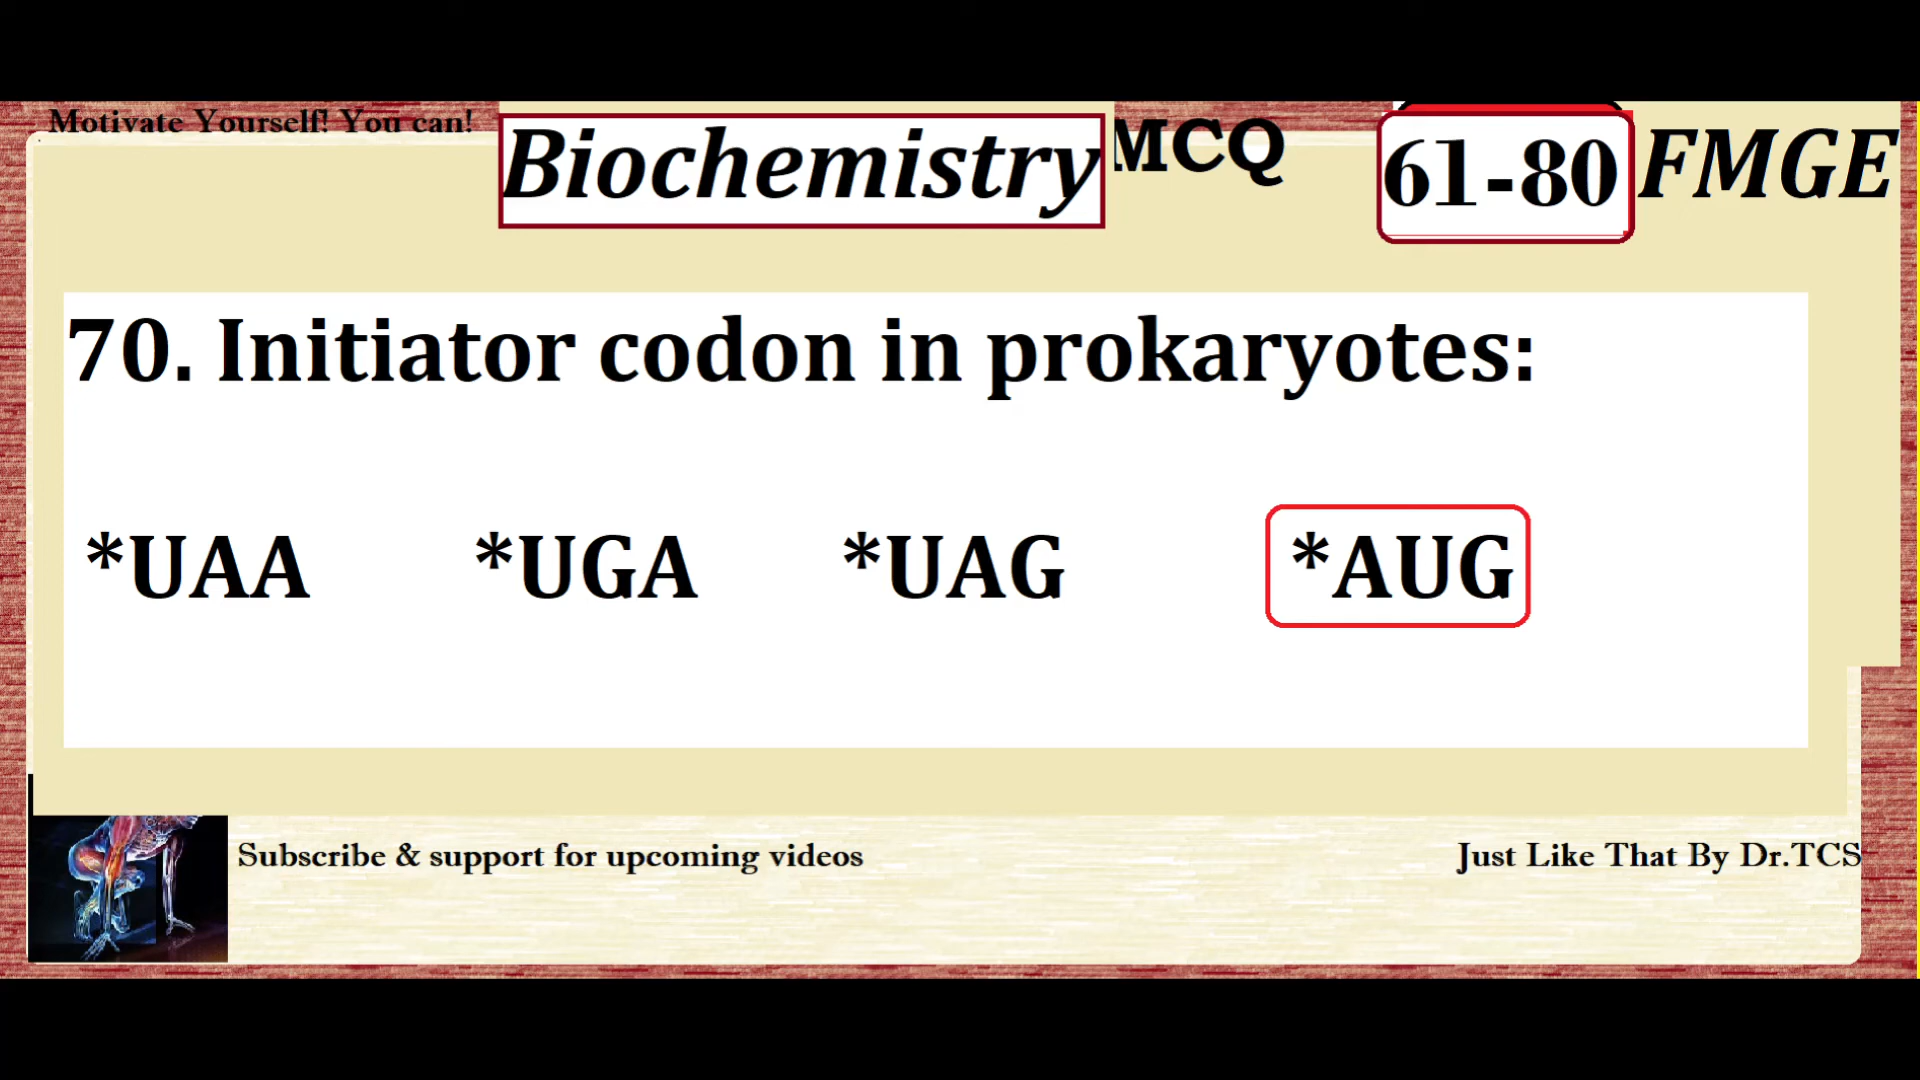 Motivate Yourself! You can!
Biochemistry MCQ 61-80 FMGE
70. Initiator codon in prokaryotes:
*UAA *UGA *UAG *AUG
Subscribe & support for upcoming videos
Just Like That By Dr.TCS